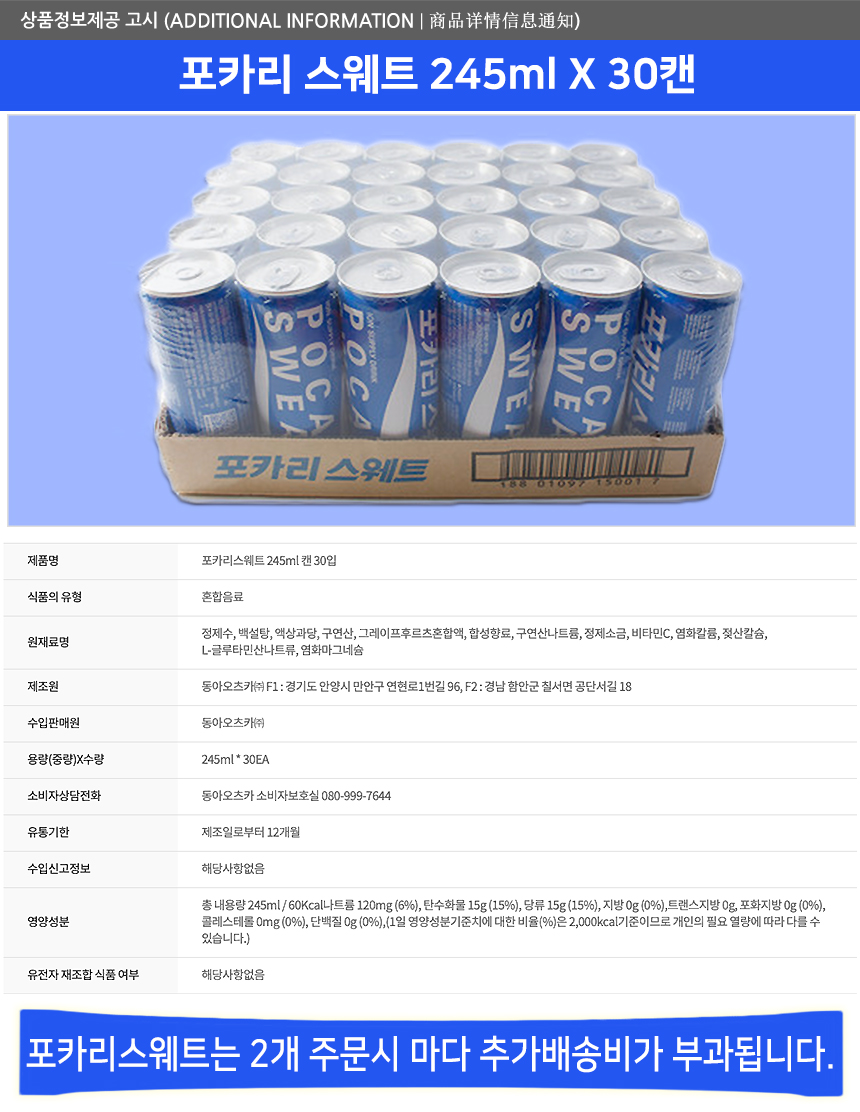 상품정보제공 고시 (ADDITIONAL INFORMATION | 商品详情信息通知)
포카리 스웨트 245ml X 30캔
POCA
SWEA
ION SUPPLY DRINK
POCA
포카리스
SWE
POCA
SWEA
포카리스
포카리 스웨트
18801097150017
제품명
포카리스웨트 245ml 캔 30입
식품의 유형
혼합음료
원재료명
정제수, 백설탕, 액상과당, 구연산, 그레이프후르츠혼합액, 합성향료, 구연산나트륨, 정제소금, 비타민C, 염화칼륨, 젖산칼슘,
L-글루타민산나트류, 염화마그네슘
제조원
동아오츠카㈜ F1 : 경기도 안양시 만안구 연현로1번길 96, F2 : 경남 함안군 칠서면 공단서길 18
수입판매원
동아오츠카㈜
용량(중량)X수량
245ml * 30EA
소비자상담전화
동아오츠카 소비자보호실 080-999-7644
유통기한
제조일로부터 12개월
수입신고정보
해당사항없음
영양성분
총 내용량 245ml / 60Kcal나트륨 120mg (6%), 탄수화물 15g (15%), 당류 15g (15%), 지방 0g (0%),트랜스지방 0g, 포화지방 0g (0%),
콜레스테롤 0mg (0%), 단백질 0g (0%),(1일 영양성분기준치에 대한 비율(%)은 2,000kcal기준이므로 개인의 필요 열량에 따라 다를 수
있습니다.)
유전자 재조합 식품 여부
해당사항없음
포카리스웨트는 2개 주문시 마다 추가배송비가 부과됩니다.